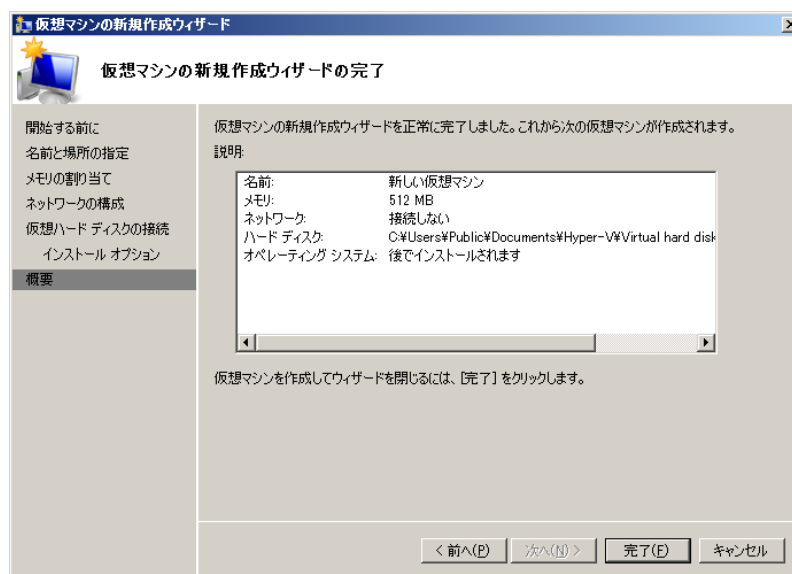 仮想マシンの新規作成ウィザード
仮想マシンの新規作成ウィザードの完了
開始する前に
名前と場所の指定
メモリの割り当て
ネットワークの構成
仮想ハード ディスクの接続
インストール オプション
概要
仮想マシンの新規作成ウィザードを正常に完了しました。これから次の仮想マシンが作成されます。
説明:
名前: 新しい仮想マシン
メモリ: 512 MB
ネットワーク: 接続しない
ハード ディスク: C:¥Users¥Public¥Documents¥Hyper-V¥Virtual hard disk
オペレーティング システム: 後でインストールされます
仮想マシンを作成してウィザードを閉じるには、[完了] をクリックします。
< 前へ(P) 次へ(N) > 完了(F) キャンセル